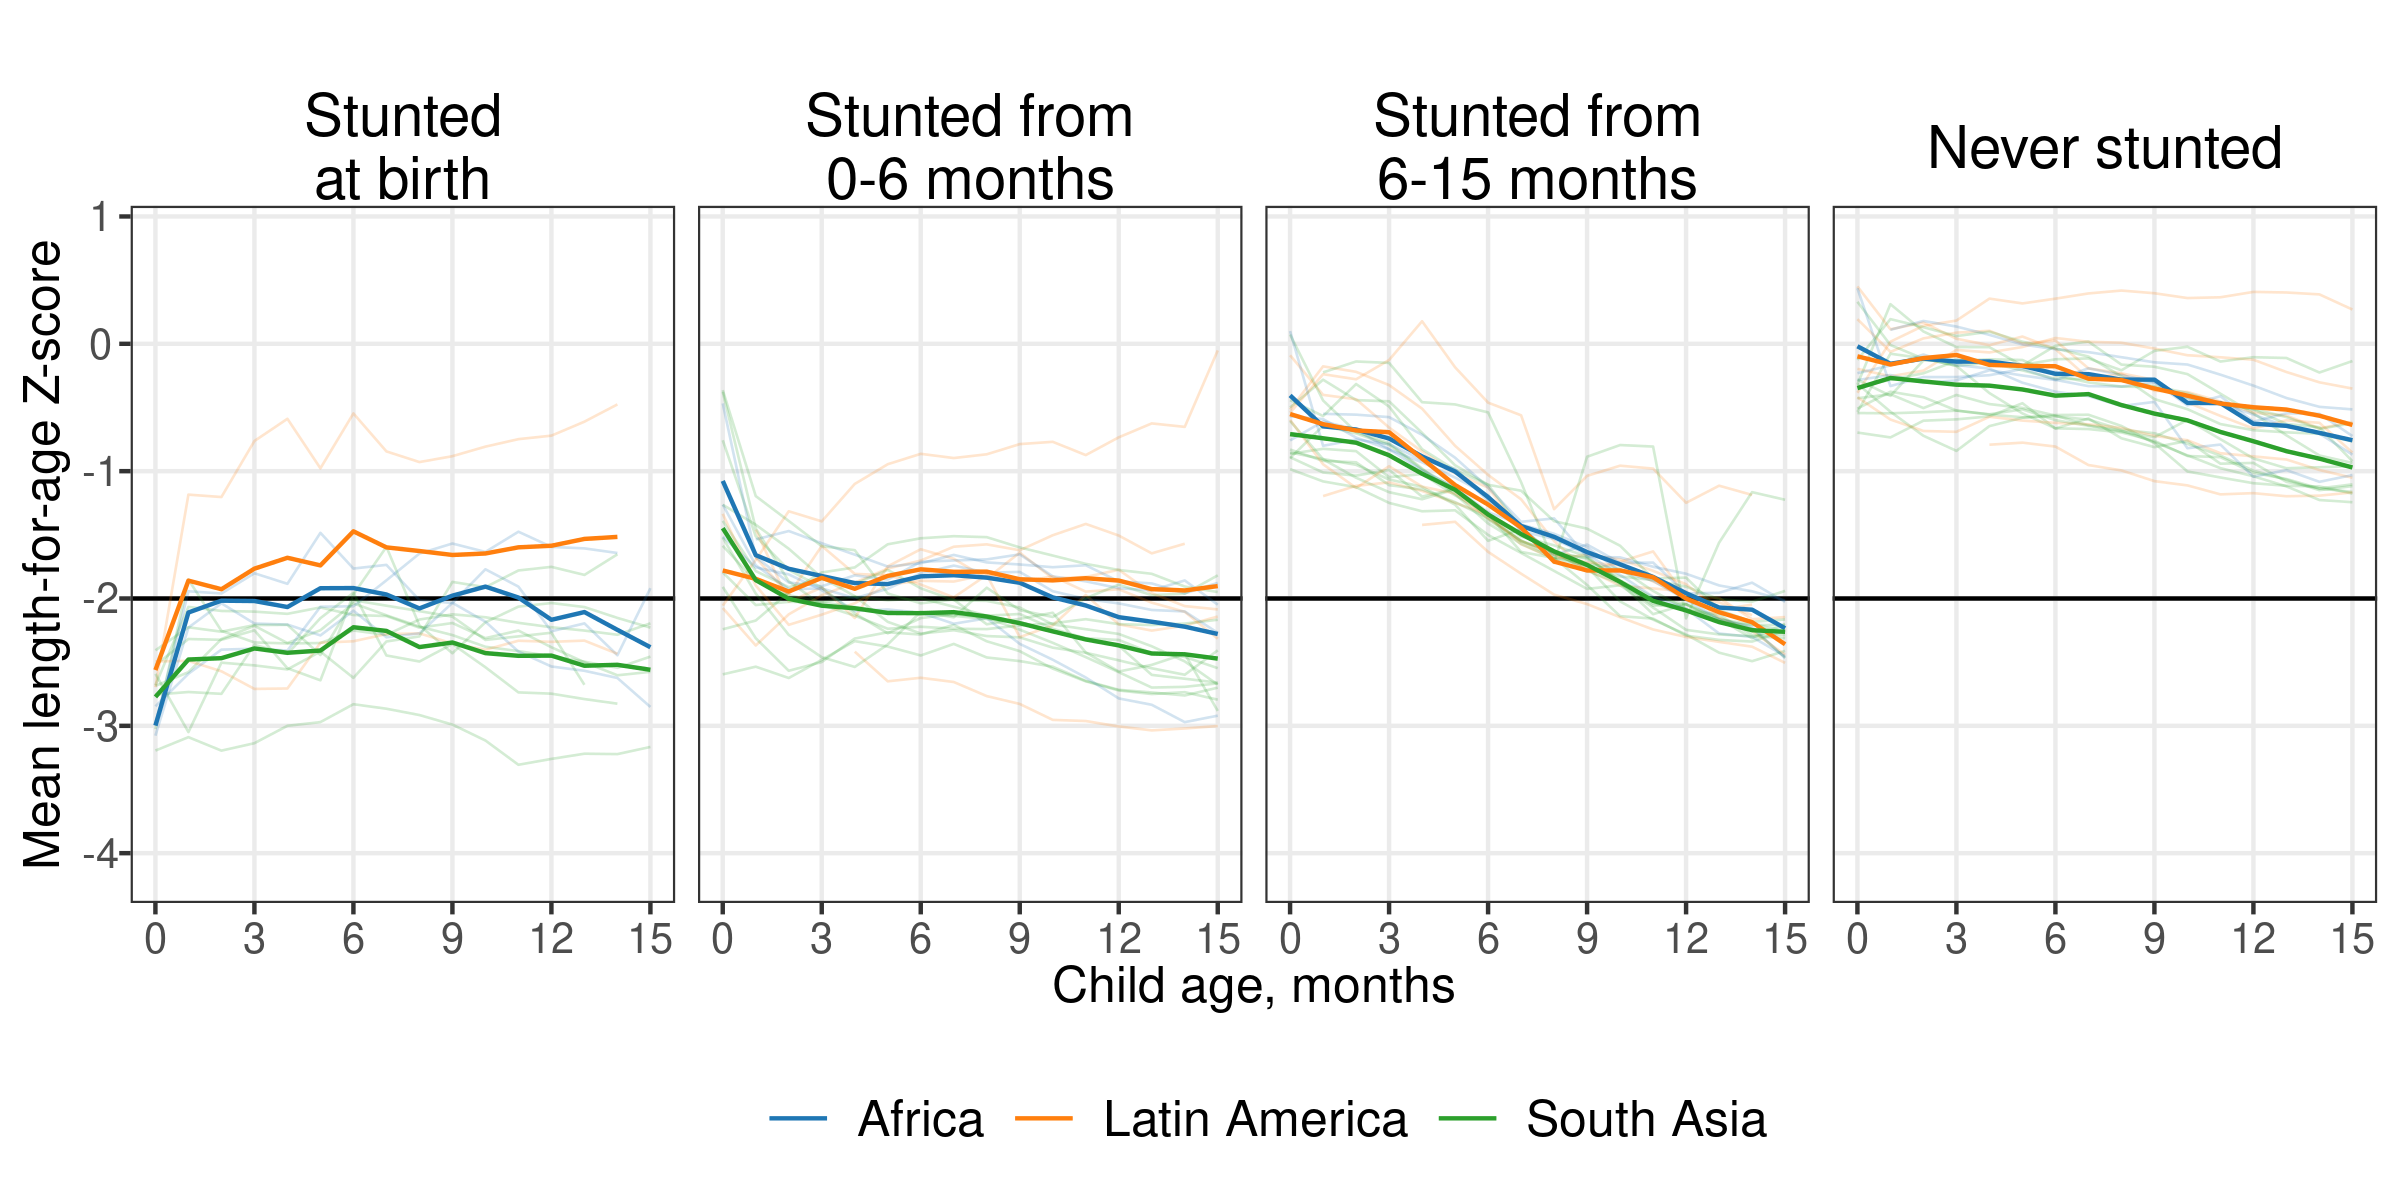 Stunted
at birth
Stunted from
0-6 months
Stunted from
6-15 months
Never stunted
Mean length-for-age Z-score
1
0
-1
-2
-3
-4
0 3 6 9 12 15
0 3 6 9 12 15
0 3 6 9 12 15
0 3 6 9 12 15
Child age, months
Africa Latin America South Asia